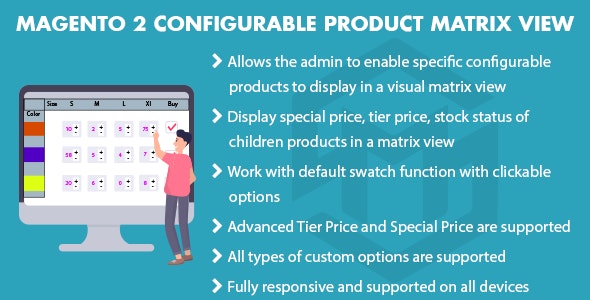 MAGENTO 2 CONFIGURABLE PRODUCT MATRIX VIEW
Allows the admin to enable specific configurable
products to display in a visual matrix view
Display special price, tier price, stock status of
children products in a matrix view
Work with default swatch function with clickable
options
Advanced Tier Price and Special Price are supported
All types of custom options are supported
Fully responsive and supported on all devices
Size S M L Xl Buy
Color
10 + - 2 + - 5 + - 75 + -
58 + - 5 + - 4 + - 7 + -
20 + - 6 + - 0 + - 8 + -